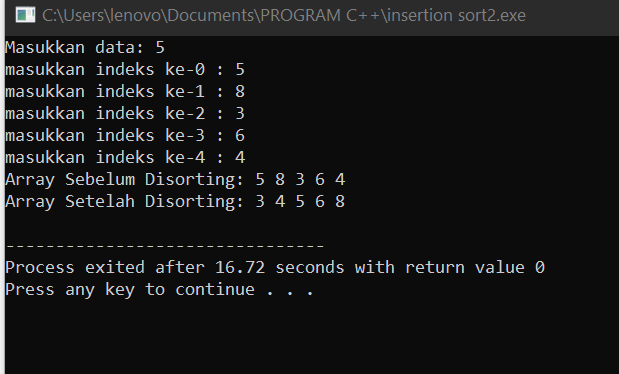 C:\Users\lenovo\Documents\PROGRAM C++\insertion sort2.exe
Masukkan data: 5
masukkan indeks ke-0 : 5
masukkan indeks ke-1 : 8
masukkan indeks ke-2 : 3
masukkan indeks ke-3 : 6
masukkan indeks ke-4 : 4
Array Sebelum Disorting: 5 8 3 6 4
Array Setelah Disorting: 3 4 5 6 8
--------------------------------
Process exited after 16.72 seconds with return value 0
Press any key to continue . . .